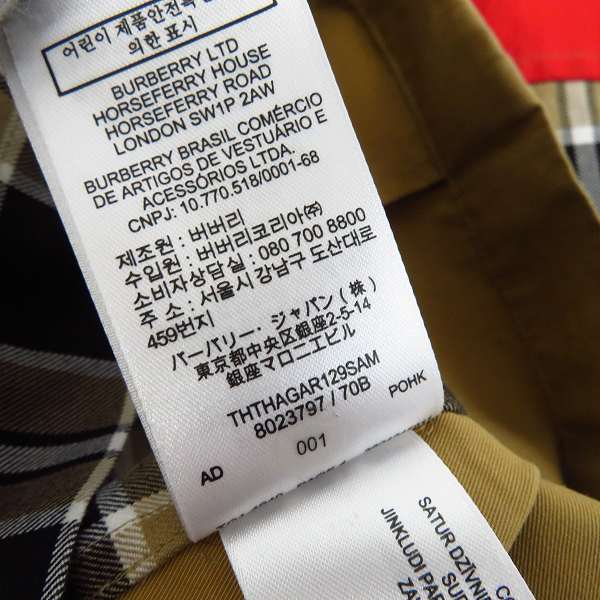 어린이 제품안전특별법에
의한 표시
BURBERRY LTD
HORSEFERRY HOUSE
HORSEFERRY ROAD
LONDON SW1P 2AW
BURBERRY BRASIL COMÉRCIO
DE ARTIGOS DE VESTUÁRIO E
ACESSÓRIOS LTDA.
CNPJ: 10.770.518/0001-68
제조원 : 버버리
수입원 : 버버리코리아㈜
소비자상담실 : 080 700 8800
주 소 : 서울시 강남구 도산대로
459번지
バーバリー・ジャパン(株)
東京都中央区銀座2-5-14
銀座マロニエビル
THTHAGAR129SAM
8023797 / 70B
AD 001 POHK
SATUR DZĪVNIE
JINKLUDI PAR